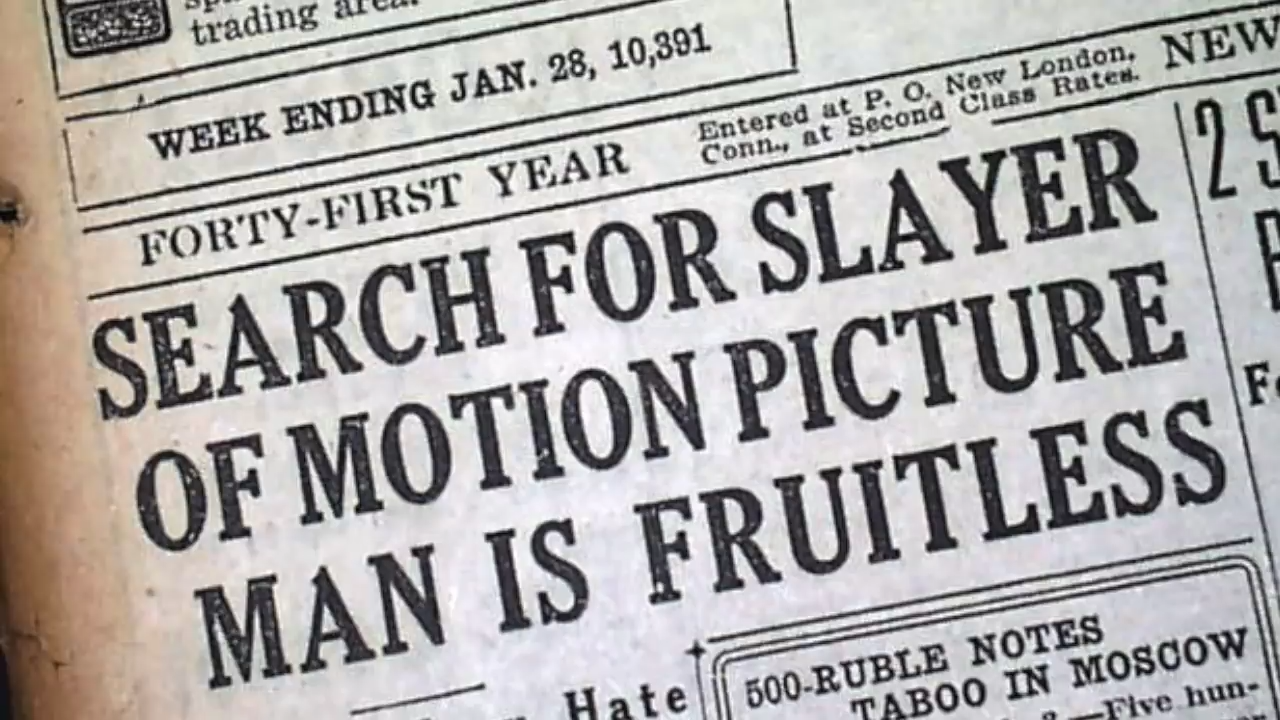 trading area.
WEEK ENDING JAN. 28, 10,391
FORTY-FIRST YEAR
Entered at P. O. New London,
Conn., at Second Class Rates.
NEW
SEARCH FOR SLAYER
OF MOTION PICTURE
MAN IS FRUITLESS
Hate
500-RUBLE NOTES
TABOO IN MOSCOW
—Five hun-
2 S